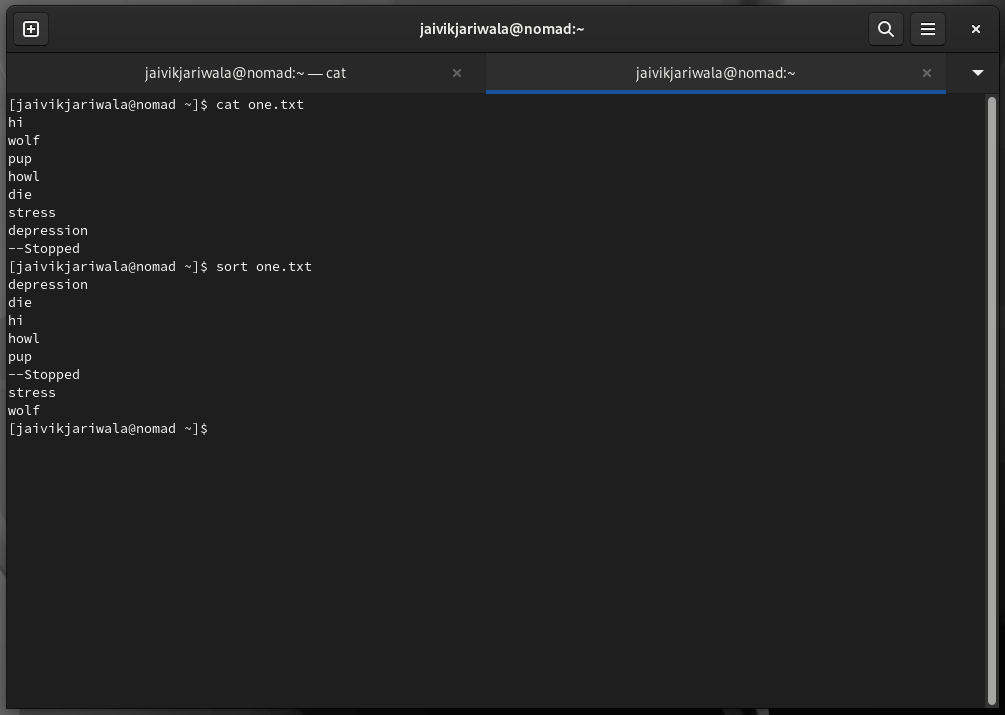 jaivikjariwala@nomad:~
jaivikjariwala@nomad:~ — cat
jaivikjariwala@nomad:~
[jaivikjariwala@nomad ~]$ cat one.txt
hi
wolf
pup
howl
die
stress
depression
--Stopped
[jaivikjariwala@nomad ~]$ sort one.txt
depression
die
hi
howl
pup
--Stopped
stress
wolf
[jaivikjariwala@nomad ~]$